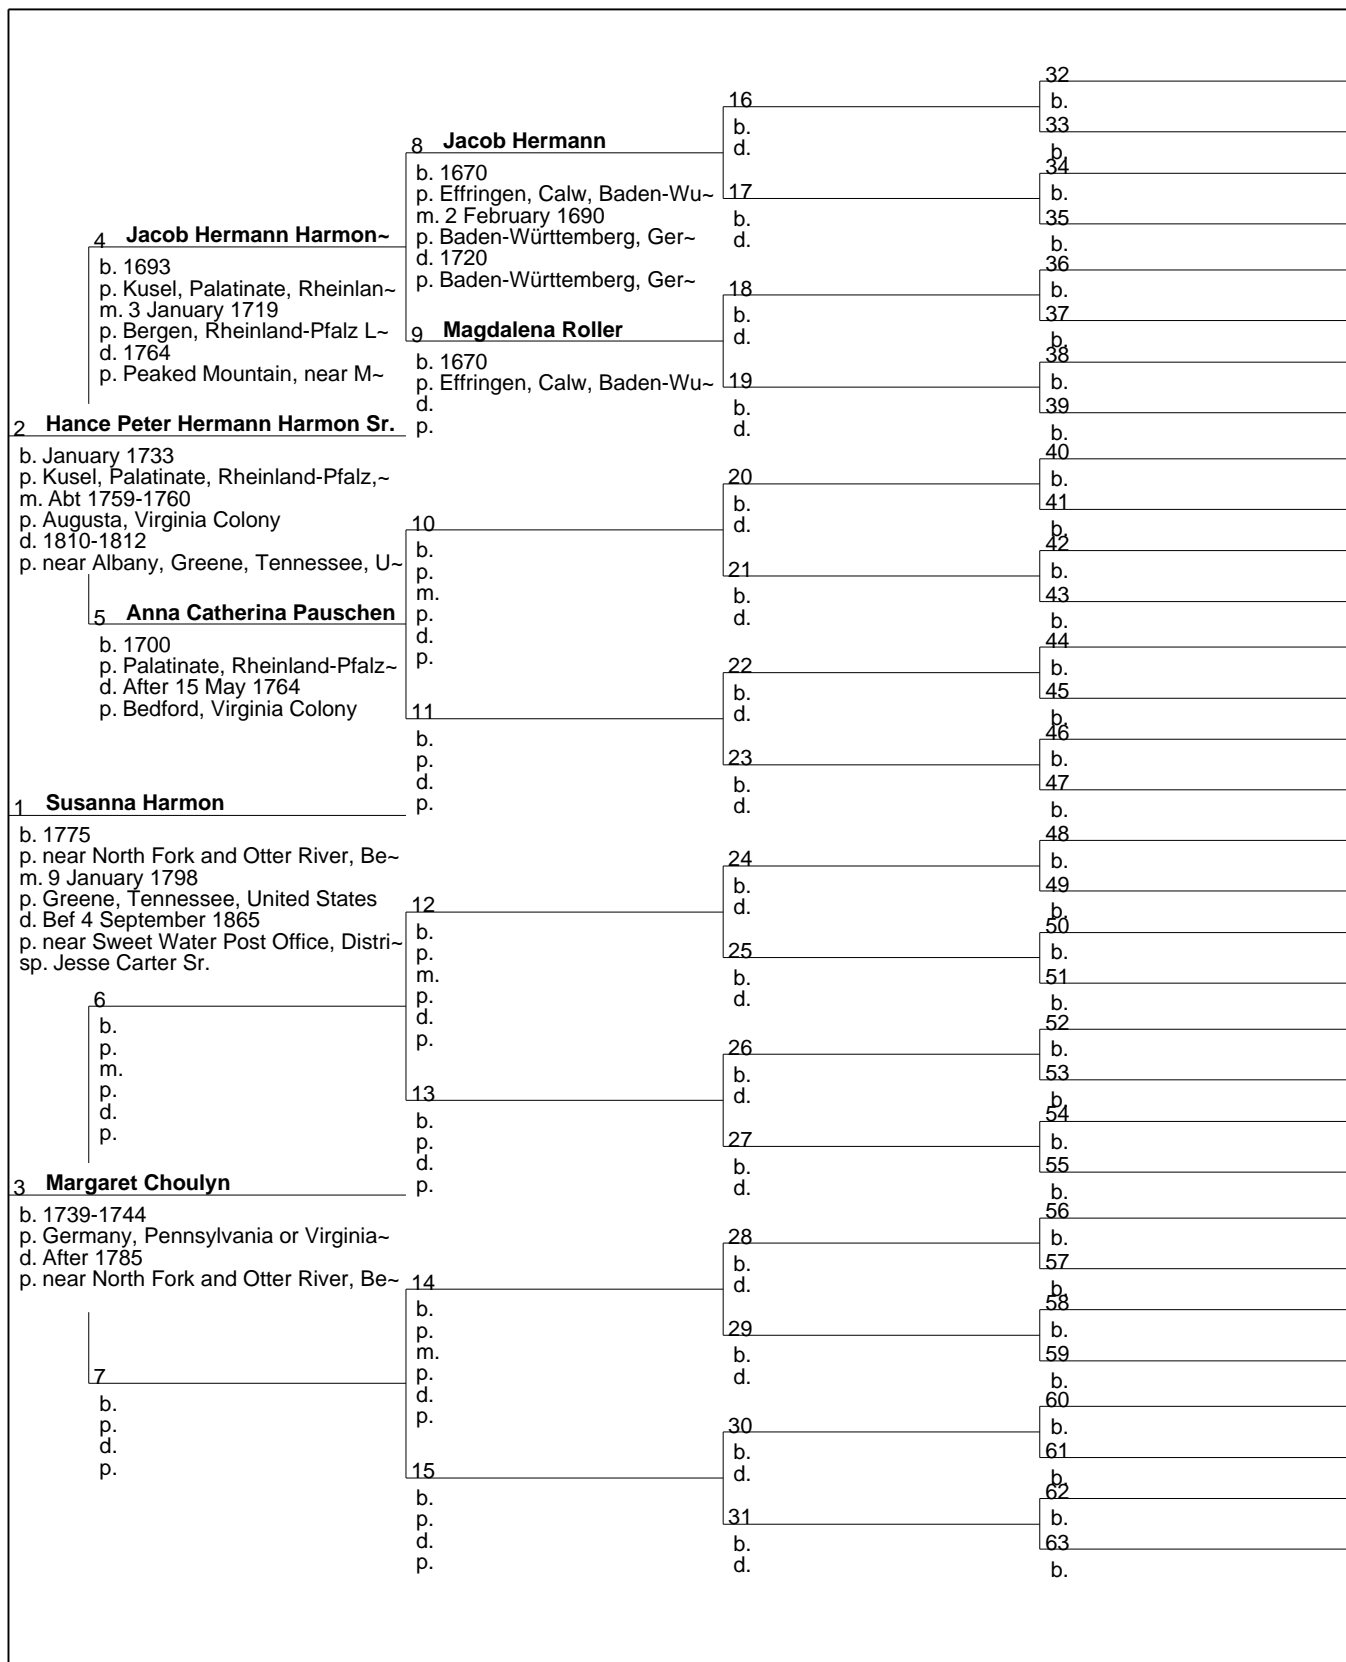 32
b.
33
b.
34
b.
35
b.
36
b.
37
b.
38
b.
39
b.
40
b.
41
b.
42
b.
43
b.
44
b.
45
b.
46
b.
47
b.
48
b.
49
b.
50
b.
51
b.
52
b.
53
b.
54
b.
55
b.
56
b.
57
b.
58
b.
59
b.
60
b.
61
b.
62
b.
63
b.
16
b.
d.
17
b.
d.
18
b.
d.
19
b.
d.
20
b.
d.
21
b.
d.
22
b.
d.
23
b.
d.
24
b.
d.
25
b.
d.
26
b.
d.
27
b.
d.
28
b.
d.
29
b.
d.
30
b.
d.
31
b.
d.
8 Jacob Hermann
b. 1670
p. Effringen, Calw, Baden-Wu~
m. 2 February 1690
p. Baden-Württemberg, Ger~
d. 1720
p. Baden-Württemberg, Ger~
9 Magdalena Roller
b. 1670
p. Effringen, Calw, Baden-Wu~
d.
p.
10
b.
p.
m.
p.
d.
p.
11
b.
p.
d.
p.
12
b.
p.
m.
p.
d.
p.
13
b.
p.
d.
p.
14
b.
p.
m.
p.
d.
p.
15
b.
p.
d.
p.
4 Jacob Hermann Harmon~
b. 1693
p. Kusel, Palatinate, Rheinlan~
m. 3 January 1719
p. Bergen, Rheinland-Pfalz L~
d. 1764
p. Peaked Mountain, near M~
2 Hance Peter Hermann Harmon Sr.
b. January 1733
p. Kusel, Palatinate, Rheinland-Pfalz,~
m. Abt 1759-1760
p. Augusta, Virginia Colony
d. 1810-1812
p. near Albany, Greene, Tennessee, U~
5 Anna Catherina Pauschen
b. 1700
p. Palatinate, Rheinland-Pfalz~
d. After 15 May 1764
p. Bedford, Virginia Colony
1 Susanna Harmon
b. 1775
p. near North Fork and Otter River, Be~
m. 9 January 1798
p. Greene, Tennessee, United States
d. Bef 4 September 1865
p. near Sweet Water Post Office, Distri~
sp. Jesse Carter Sr.
6
b.
p.
m.
p.
d.
p.
3 Margaret Choulyn
b. 1739-1744
p. Germany, Pennsylvania or Virginia~
d. After 1785
p. near North Fork and Otter River, Be~
7
b.
p.
d.
p.